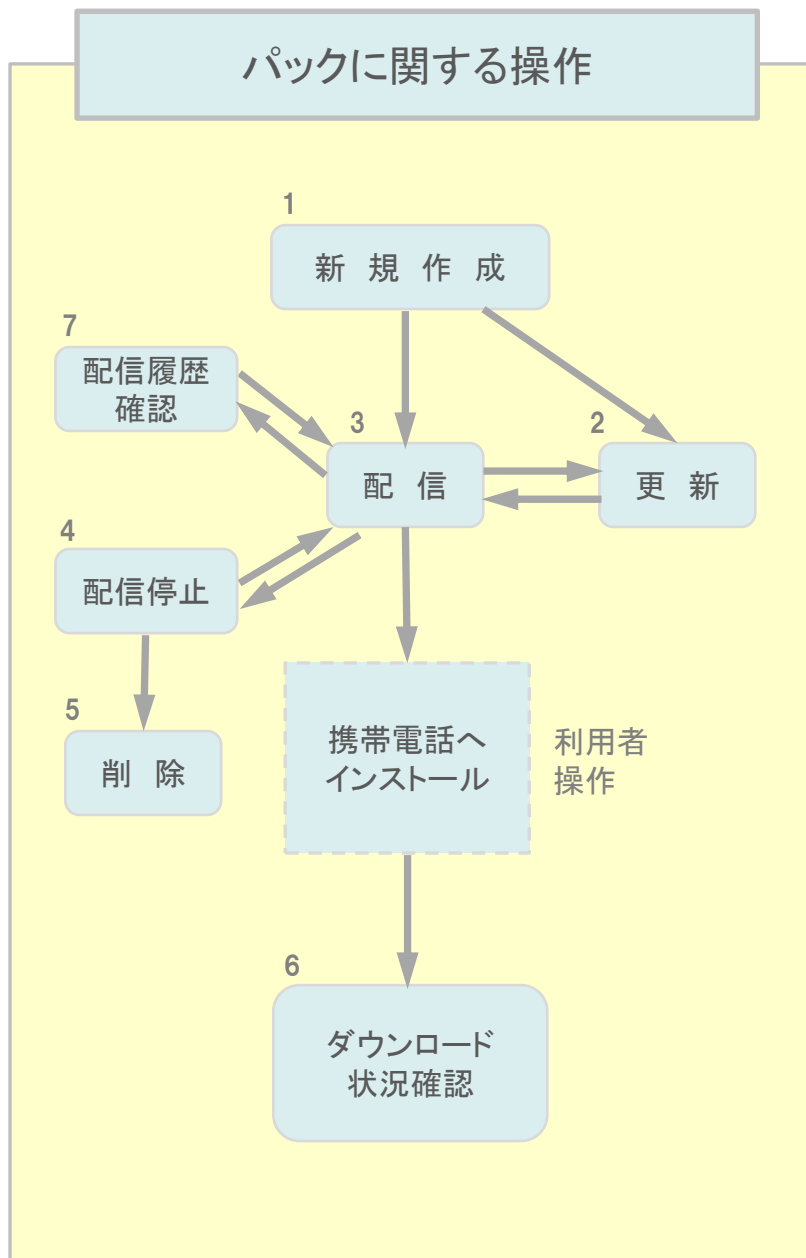 パックに関する操作
1
新 規 作 成
7
配信履歴
確認
3
配 信
2
更 新
4
配信停止
5
削 除
携帯電話へ
インストール
利用者
操作
6
ダウンロード
状況確認